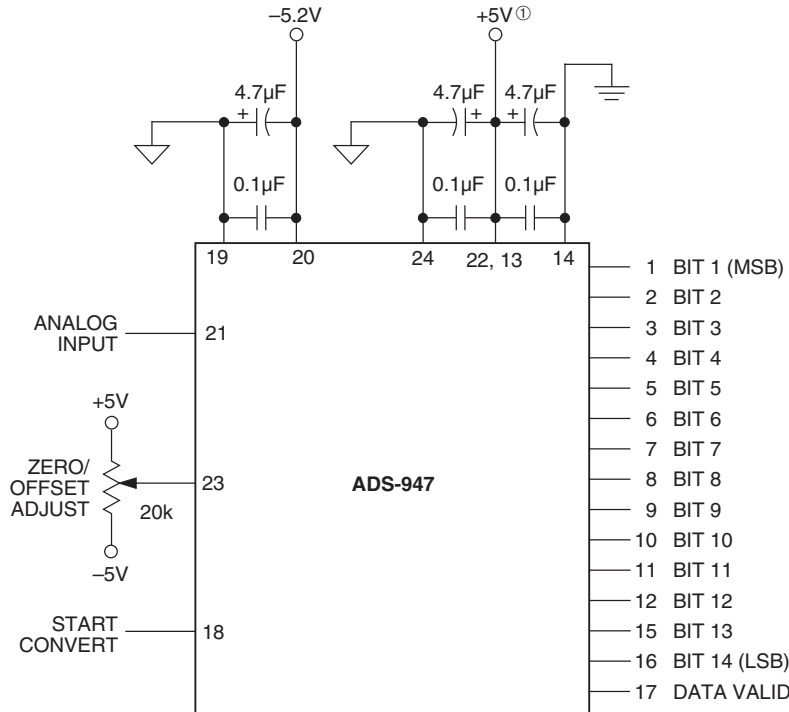 –5.2V
+5V ①
4.7µF
4.7µF 4.7µF
+
+ +
0.1µF
0.1µF 0.1µF
19 20 24 22, 13 14
1 BIT 1 (MSB)
2 BIT 2
ANALOG
INPUT
21
3 BIT 3
4 BIT 4
5 BIT 5
+5V
6 BIT 6
7 BIT 7
ZERO/
OFFSET
ADJUST
20k
23
ADS-947
8 BIT 8
9 BIT 9
–5V
10 BIT 10
11 BIT 11
12 BIT 12
START
CONVERT
18
15 BIT 13
16 BIT 14 (LSB)
17 DATA VALID